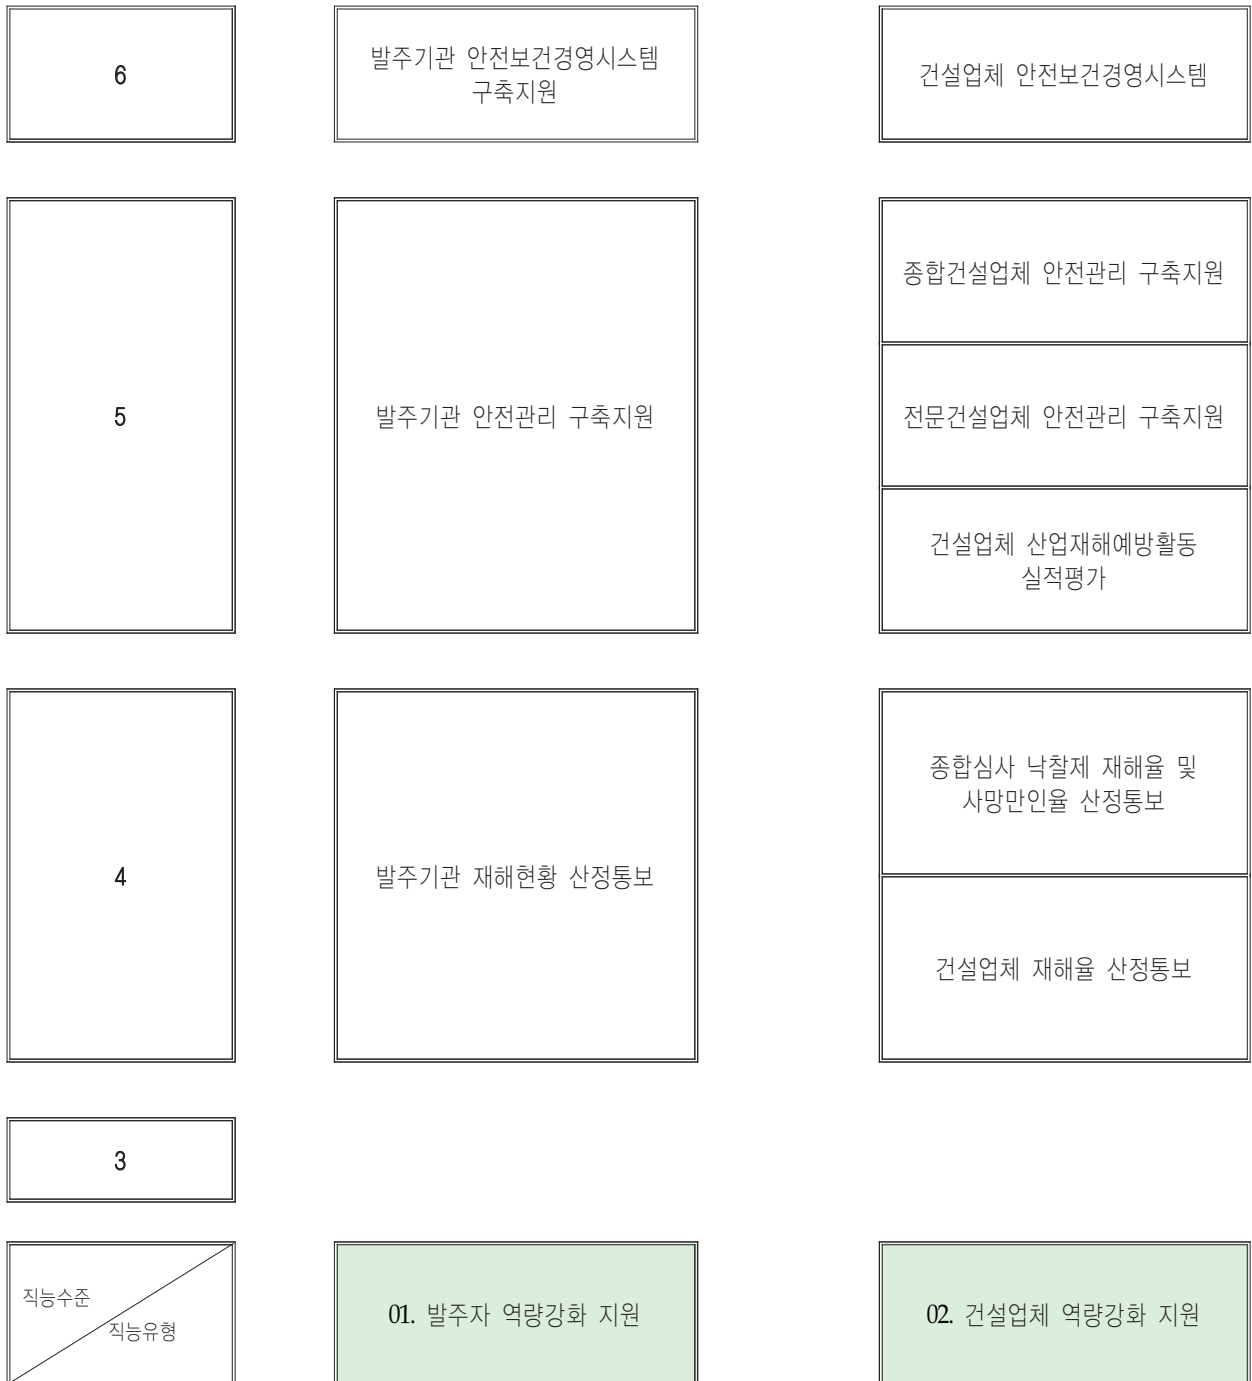 6
발주기관 안전보건경영시스템
구축지원
건설업체 안전보건경영시스템
5
발주기관 안전관리 구축지원
종합건설업체 안전관리 구축지원
전문건설업체 안전관리 구축지원
건설업체 산업재해예방활동
실적평가
4
발주기관 재해현황 산정통보
종합심사 낙찰제 재해율 및
사망만인율 산정통보
건설업체 재해율 산정통보
3
직능수준
직능유형
01. 발주자 역량강화 지원
02. 건설업체 역량강화 지원